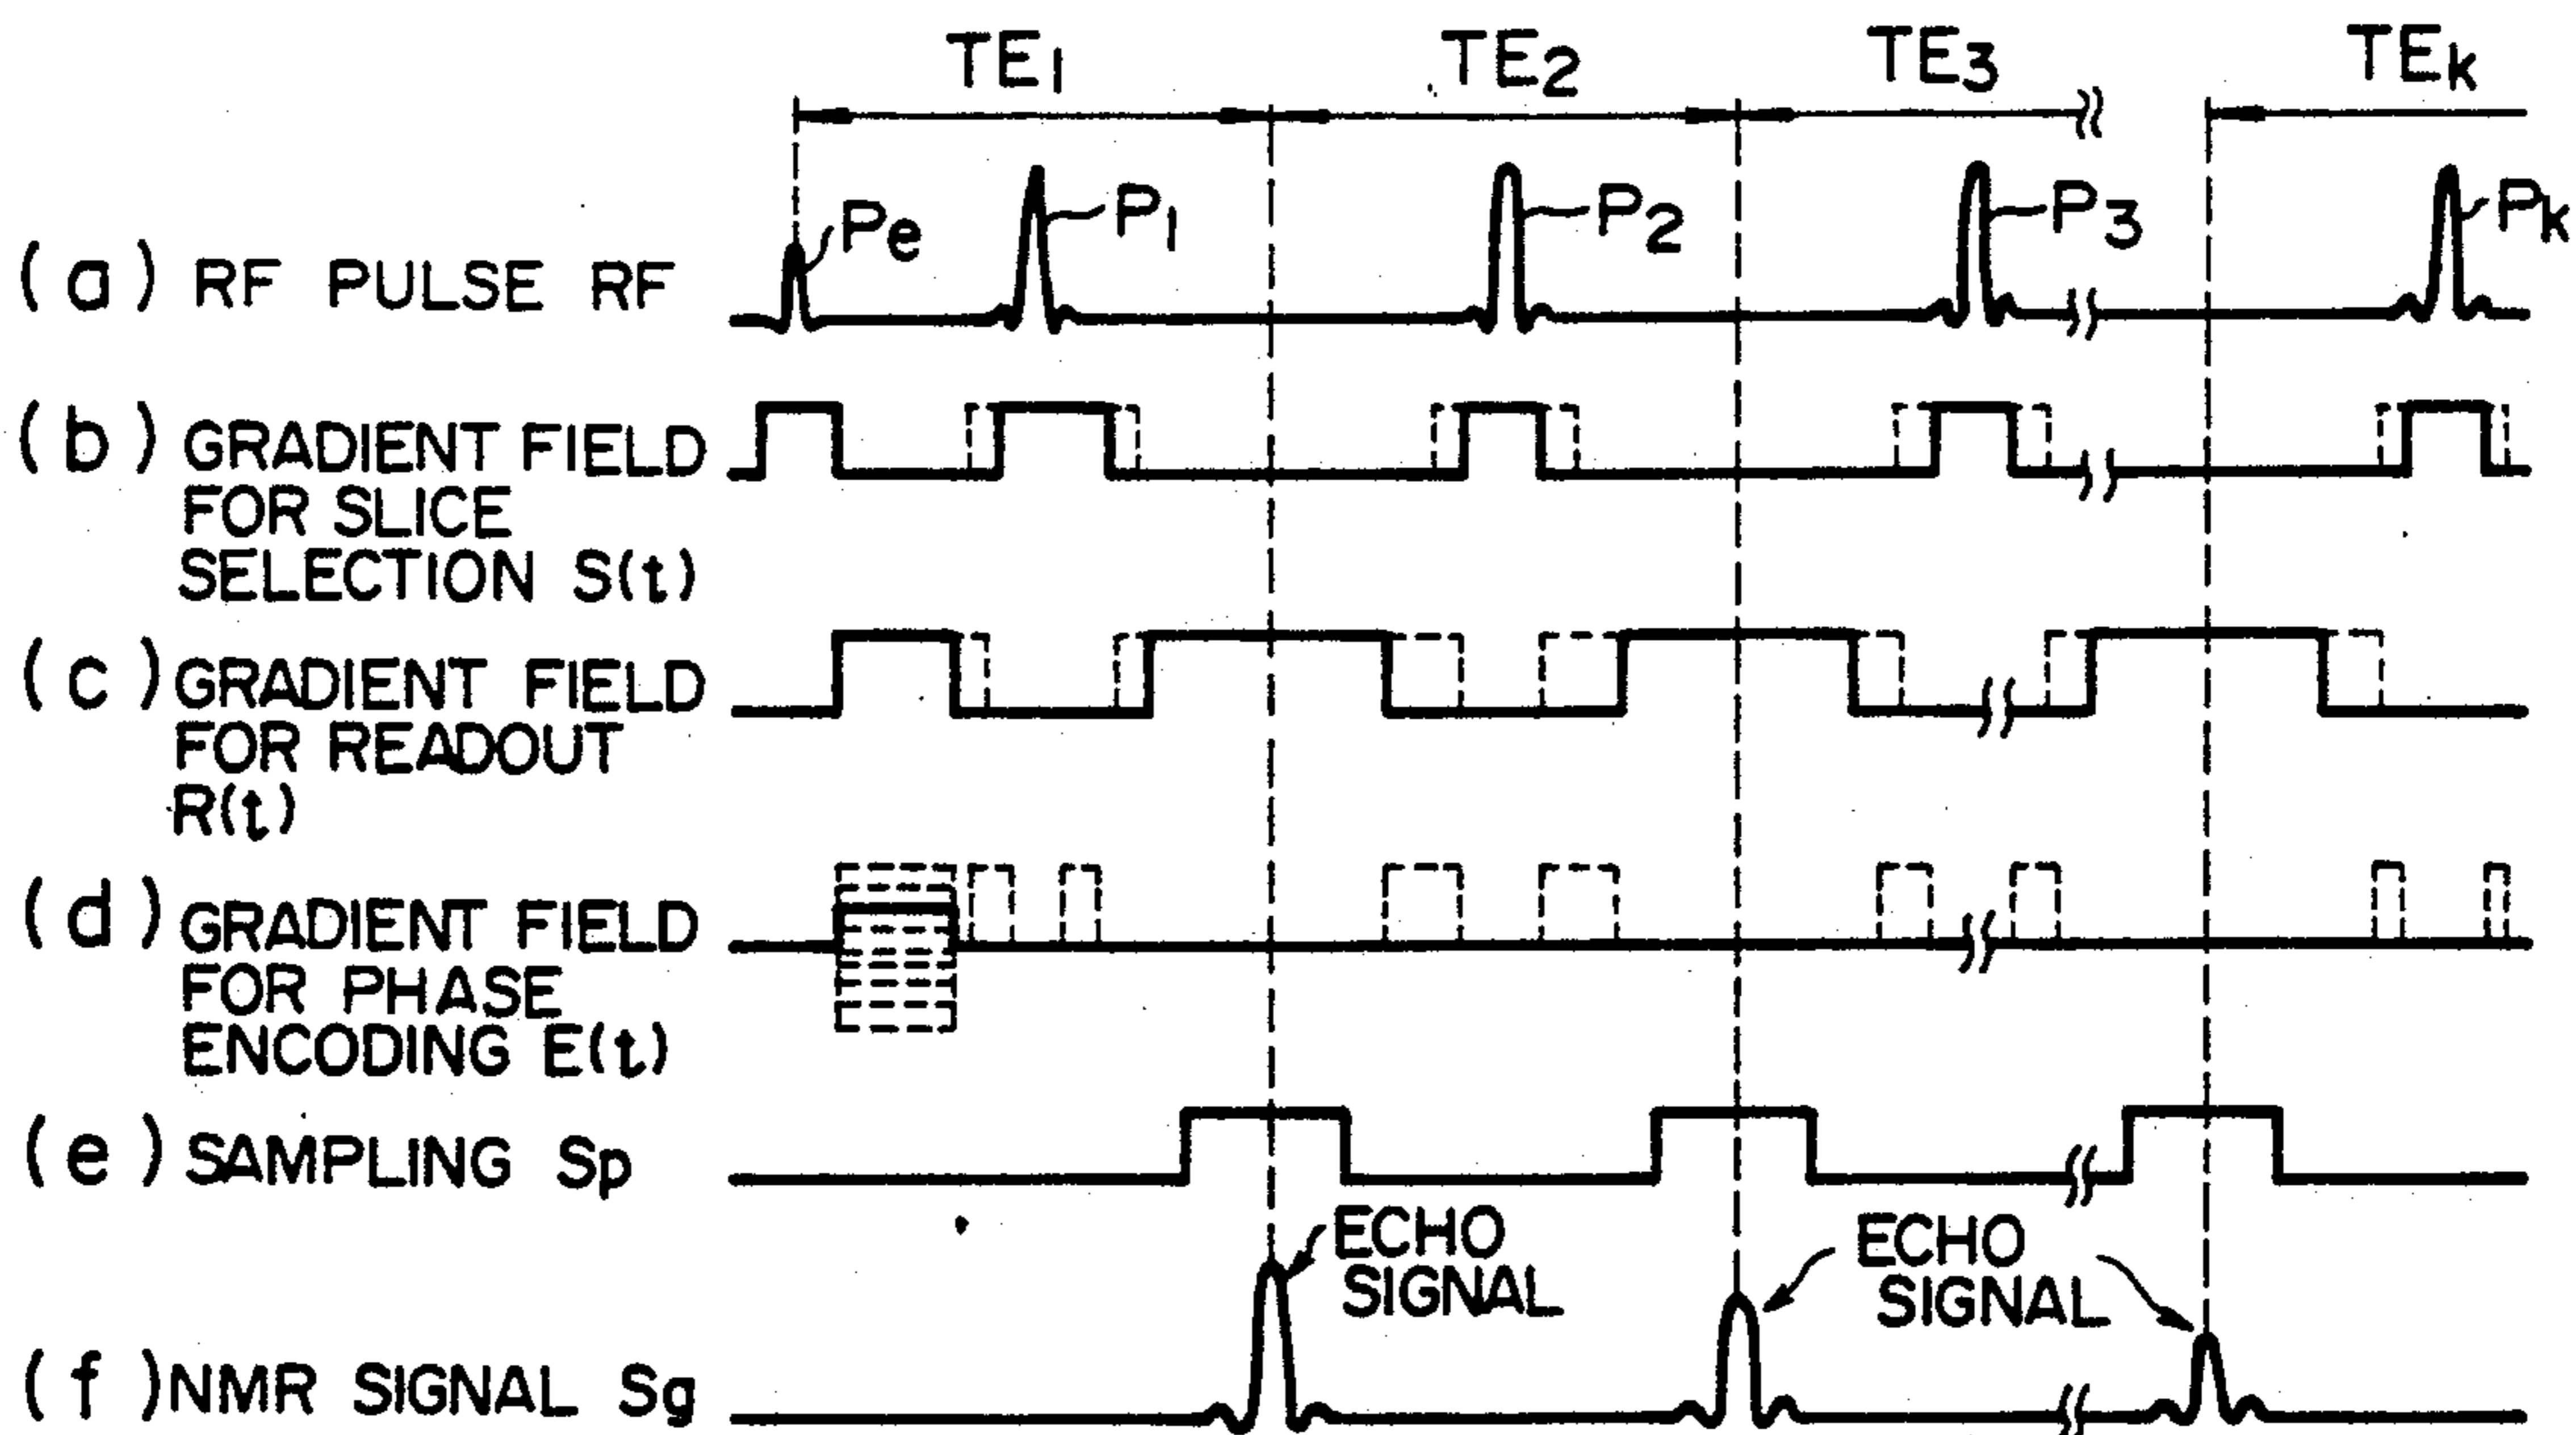 TE1 TE2 TE3 TEk
Pe P1 P2 P3 Pk
(a) RF PULSE RF
(b) GRADIENT FIELD
FOR SLICE
SELECTION S(t)
(c) GRADIENT FIELD
FOR READOUT
R(t)
(d) GRADIENT FIELD
FOR PHASE
ENCODING E(t)
(e) SAMPLING Sp
ECHO
SIGNAL
ECHO
SIGNAL
(f) NMR SIGNAL Sg